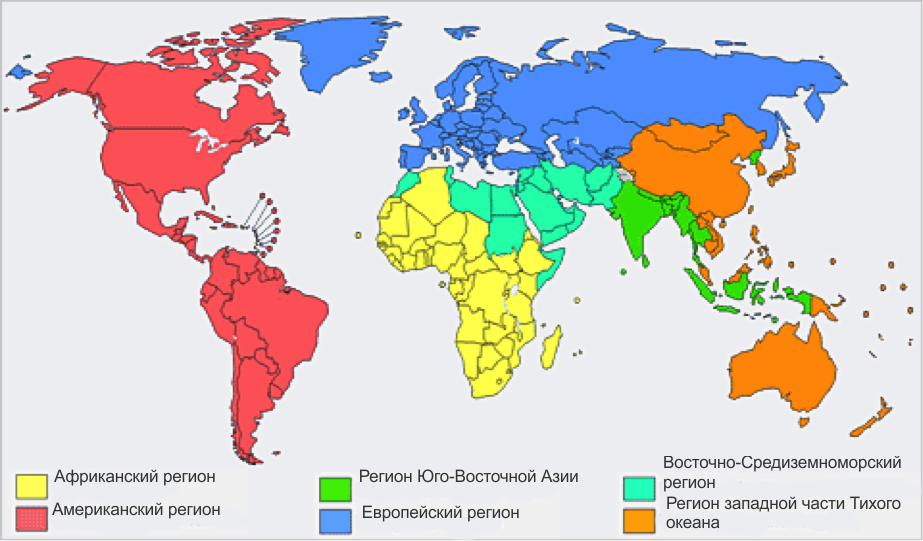 Африканский регион
Американский регион
Регион Юго-Восточной Азии
Европейский регион
Восточно-Средиземноморский
регион
Регион западной части Тихого
океана